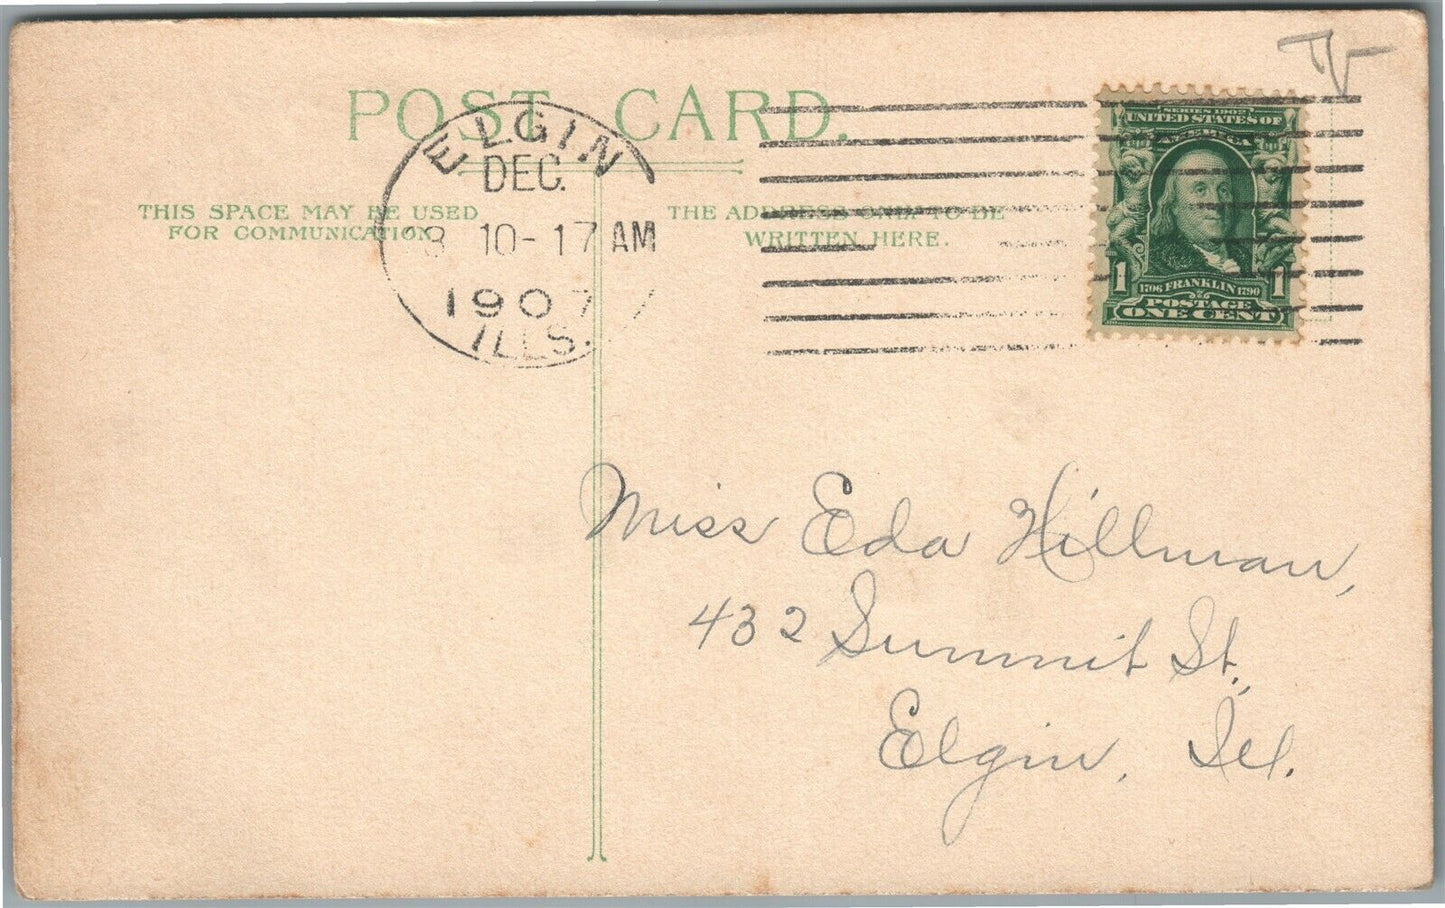 POST CARD.
THIS SPACE MAY BE USED
FOR COMMUNICATION
THE ADDRESS ONLY TO BE
WRITTEN HERE.
ELGIN
DEC.
10-17 AM
1907
ILLS.
SERIES 1902
UNITED STATES OF
AMERICA
1 1
1706 FRANKLIN 1790
POSTAGE
ONE CENT
Miss Eda Hillman,
432 Summit St.,
Elgin, Ill.